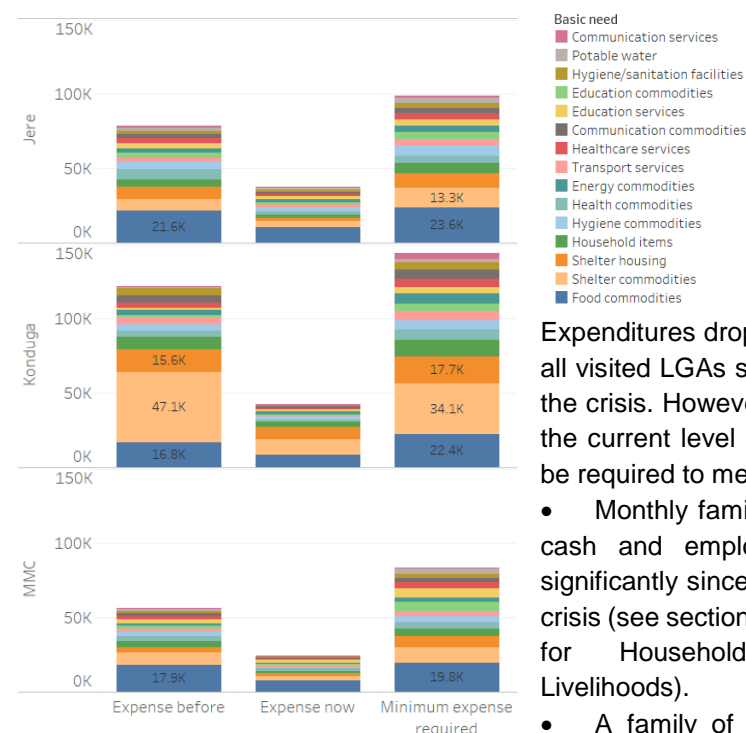 150K
100K
50K
0K
Jere
21.6K
13.3K
23.6K
150K
100K
50K
0K
Konduga
15.6K
47.1K
16.8K
17.7K
34.1K
22.4K
150K
100K
50K
0K
MMC
17.9K
19.8K
Expense before
Expense now
Minimum expense
required
Basic need
Communication services
Potable water
Hygiene/sanitation facilities
Education commodities
Education services
Communication commodities
Healthcare services
Transport services
Energy commodities
Health commodities
Hygiene commodities
Household items
Shelter housing
Shelter commodities
Food commodities
Expenditures drop
all visited LGAs s
the crisis. Howeve
the current level
be required to me
• Monthly fami
cash and emplo
significantly since
crisis (see section
for Household
Livelihoods).
• A family of